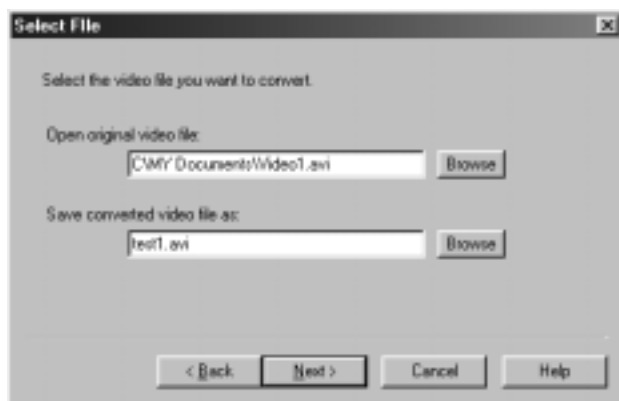 Select File
Select the video file you want to convert.
Open original video file:
C:\MY Documents\Video1.avi Browse
Save converted video file as:
test1.avi Browse
< Back Next > Cancel Help